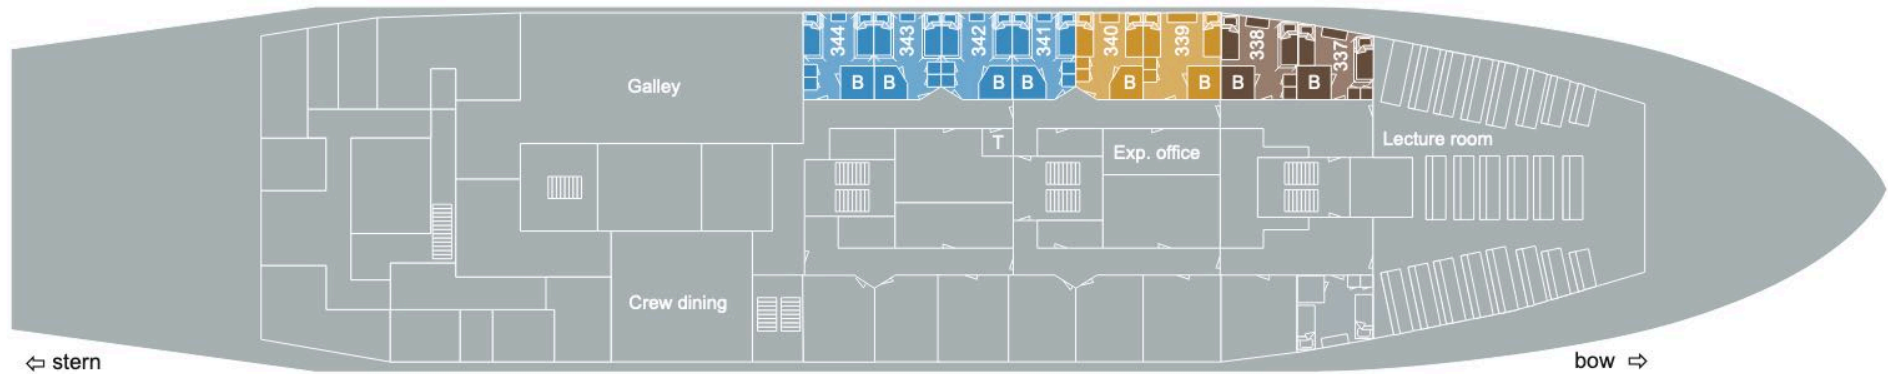 344 343 342 341 340 339 338 337
B B B B B B B B
Galley
T
Exp. office
Lecture room
Crew dining
⇦ stern
bow ⇨